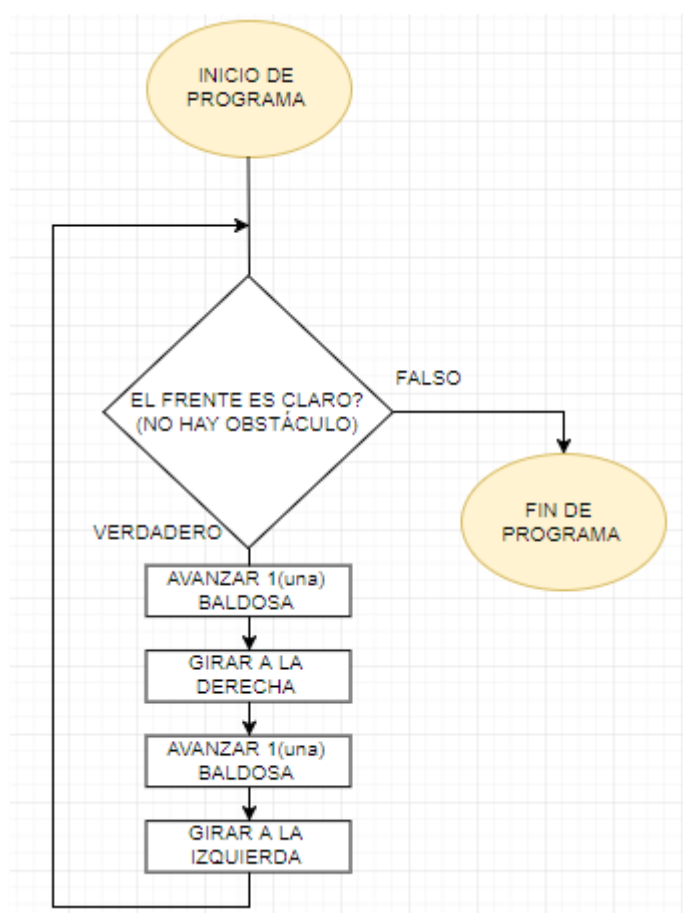 INICIO DE
PROGRAMA
EL FRENTE ES CLARO?
(NO HAY OBSTÁCULO)
FALSO
FIN DE
PROGRAMA
VERDADERO
AVANZAR 1(una)
BALDOSA
GIRAR A LA
DERECHA
AVANZAR 1(una)
BALDOSA
GIRAR A LA
IZQUIERDA